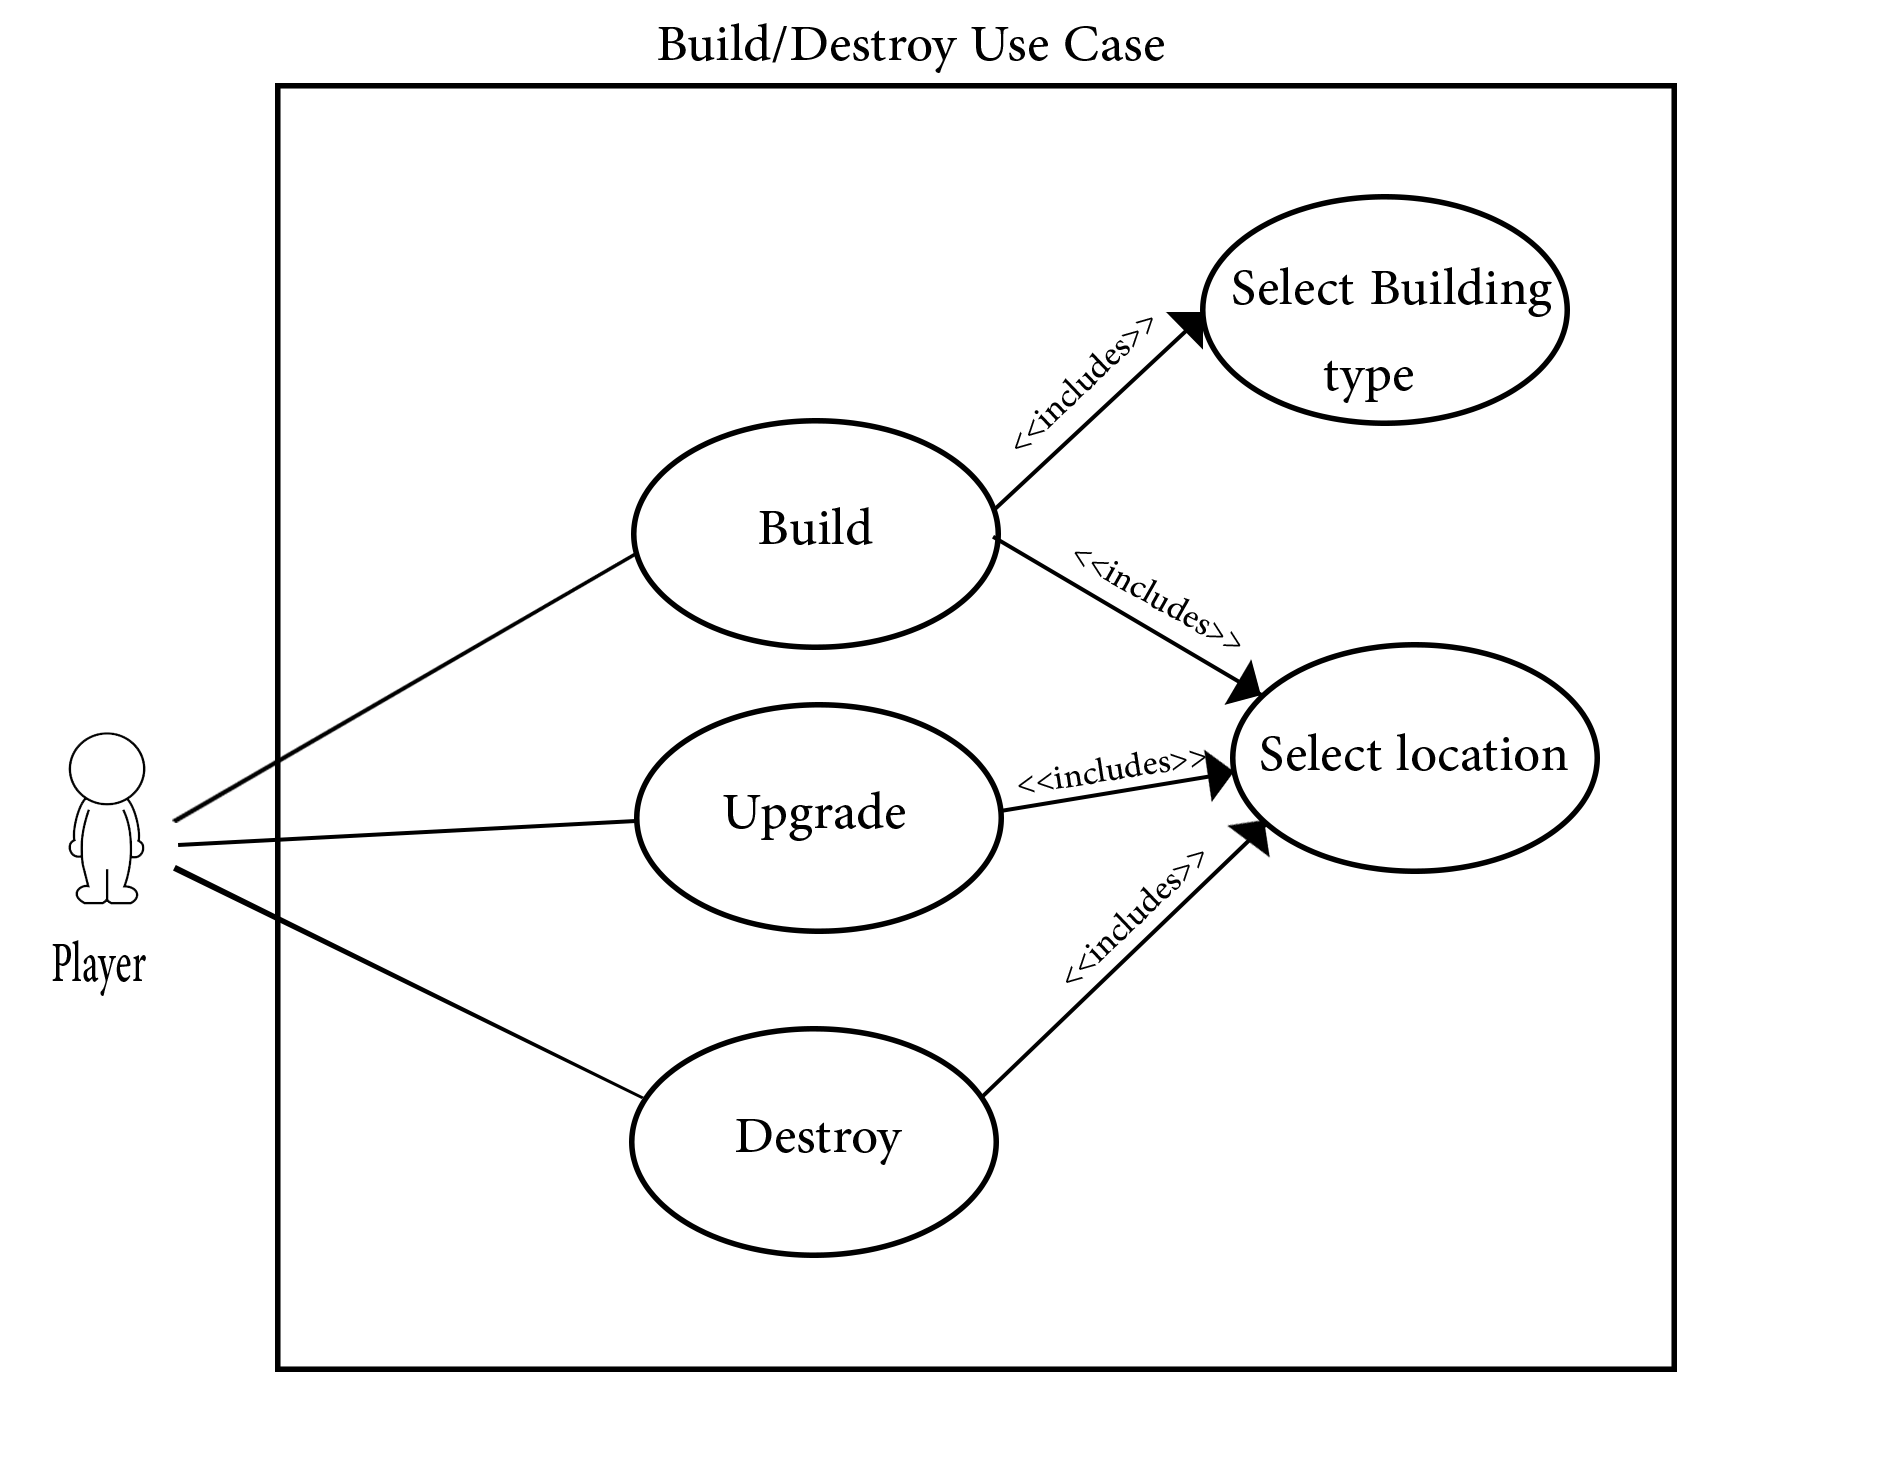 Build/Destroy Use Case
Select Building
type
<<includes>>
Build
<<includes>>
Select location
<<includes>>
Upgrade
<<includes>>
Player
Destroy